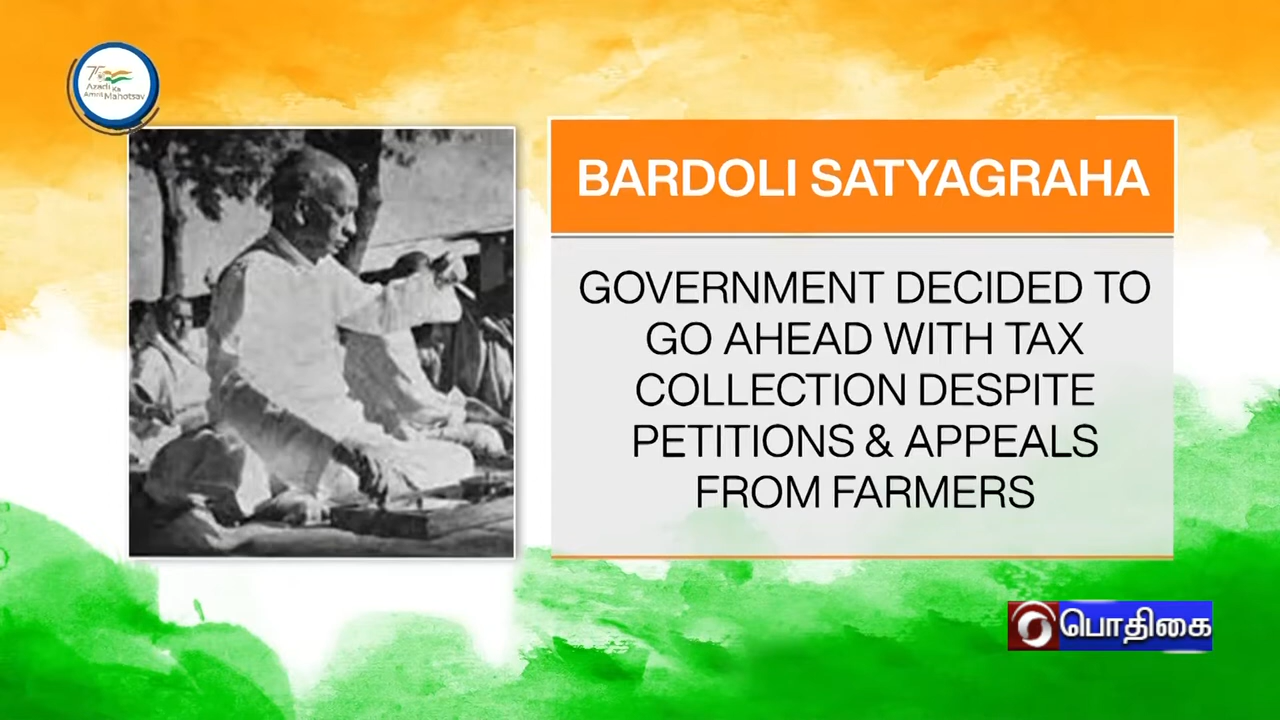 75
Azadi Ka
Amrit Mahotsav
BARDOLI SATYAGRAHA
GOVERNMENT DECIDED TO
GO AHEAD WITH TAX
COLLECTION DESPITE
PETITIONS & APPEALS
FROM FARMERS
பொதிகை